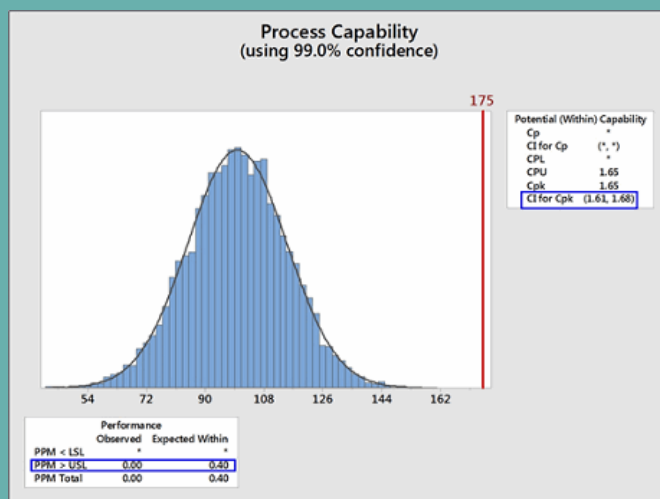 Process Capability
(using 99.0% confidence)
175
Potential (Within) Capability
Cp *
CI for Cp (*, *)
CPL *
CPU 1.65
Cpk 1.65
CI for Cpk (1.61, 1.68)
54 72 90 108 126 144 162
Performance
Observed Expected Within
PPM < LSL * *
PPM > USL 0.00 0.40
PPM Total 0.00 0.40